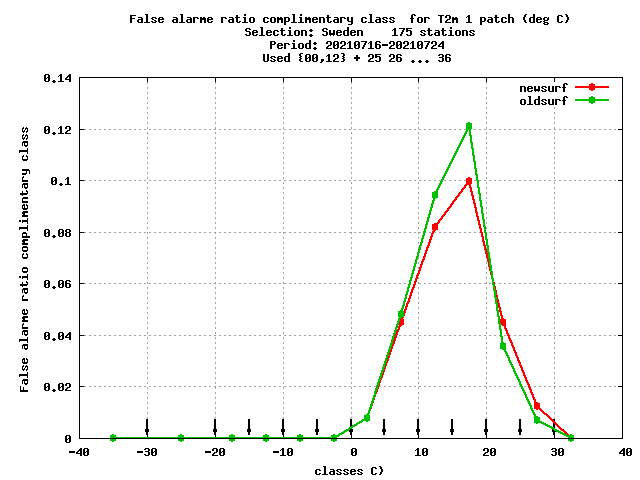 False alarme ratio complimentary class  for T2m 1 patch (deg C)
Selection: Sweden    175 stations
Period: 20210716-20210724
Used {00,12} + 25 26 ... 36
newsurf
oldsurf
False alarme ratio complimentary class
0.14
0.12
0.1
0.08
0.06
0.04
0.02
0
-40 -30 -20 -10 0 10 20 30 40
classes C)